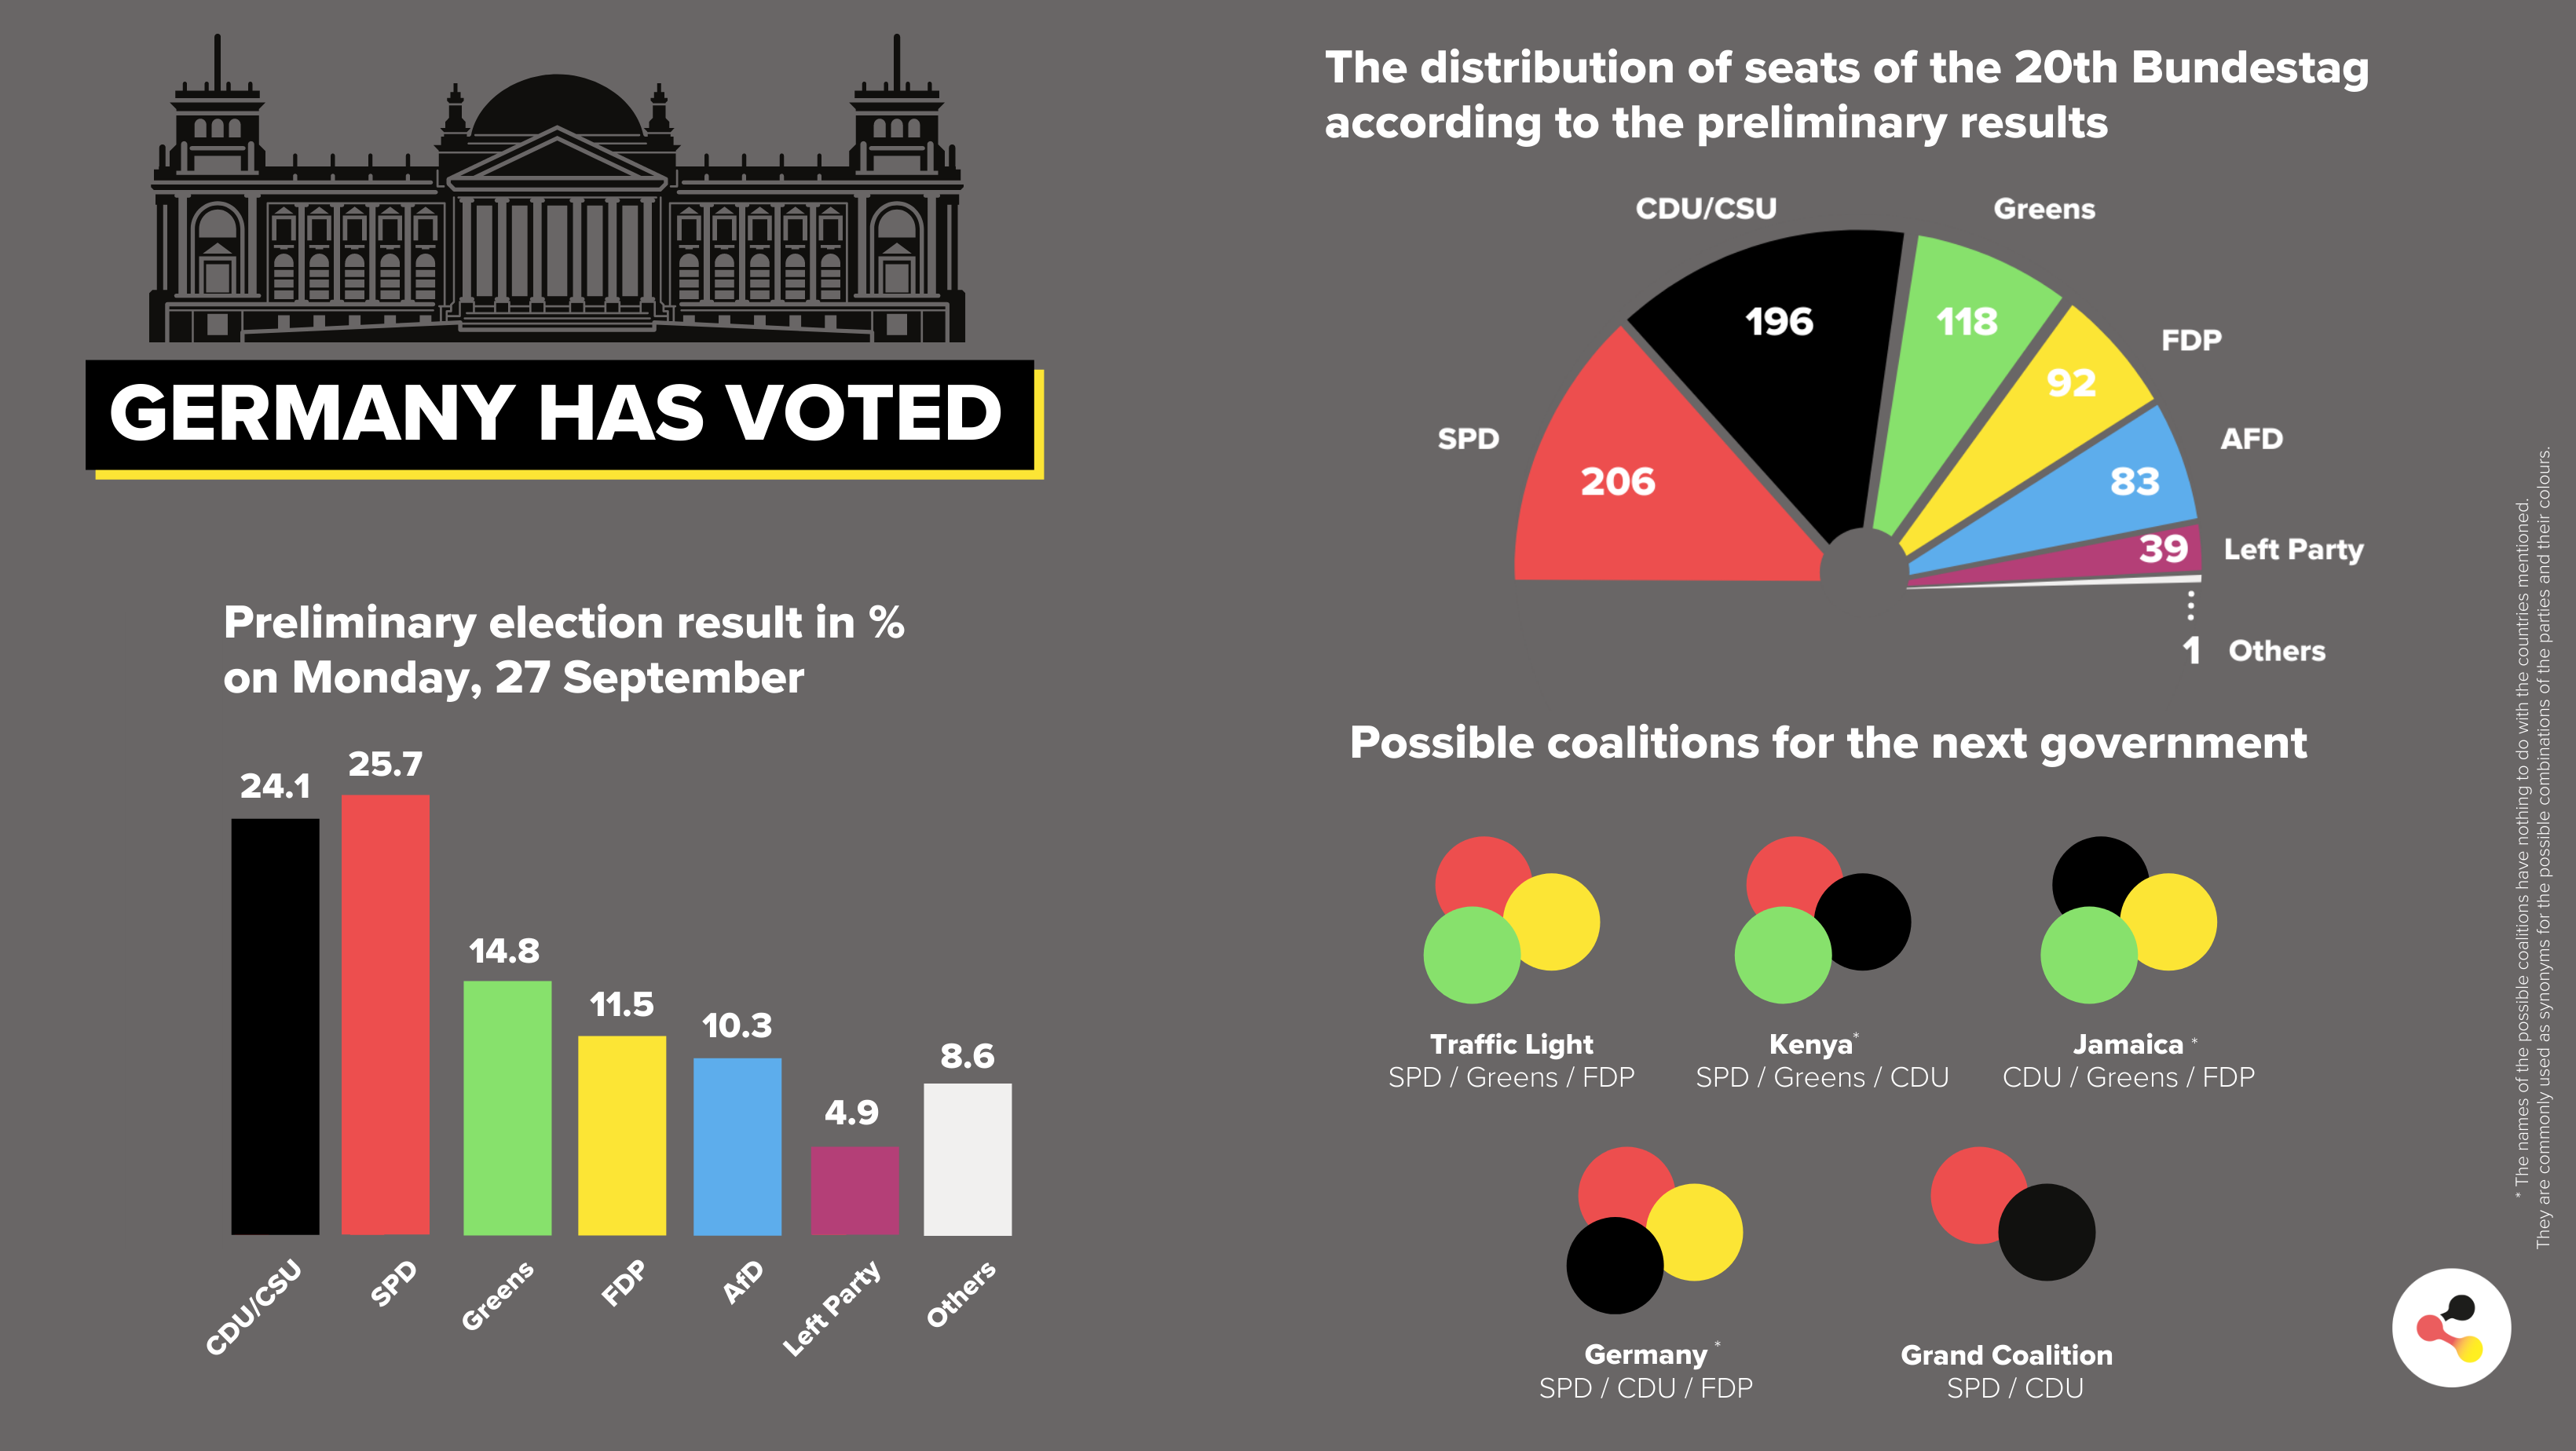 GERMANY HAS VOTED
Preliminary election result in %
on Monday, 27 September
24.1
25.7
14.8
11.5
10.3
4.9
8.6
CDU/CSU
SPD
Greens
FDP
AfD
Left Party
Others
The distribution of seats of the 20th Bundestag
according to the preliminary results
CDU/CSU
Greens
FDP
SPD
AFD
Left Party
196
118
92
206
83
39
1 Others
Possible coalitions for the next government
Traffic Light
SPD / Greens / FDP
Kenya*
SPD / Greens / CDU
Jamaica *
CDU / Greens / FDP
Germany *
SPD / CDU / FDP
Grand Coalition
SPD / CDU
* The names of the possible coalitions have nothing to do with the countries mentioned.
They are commonly used as synonyms for the possible combinations of the parties and their colours.